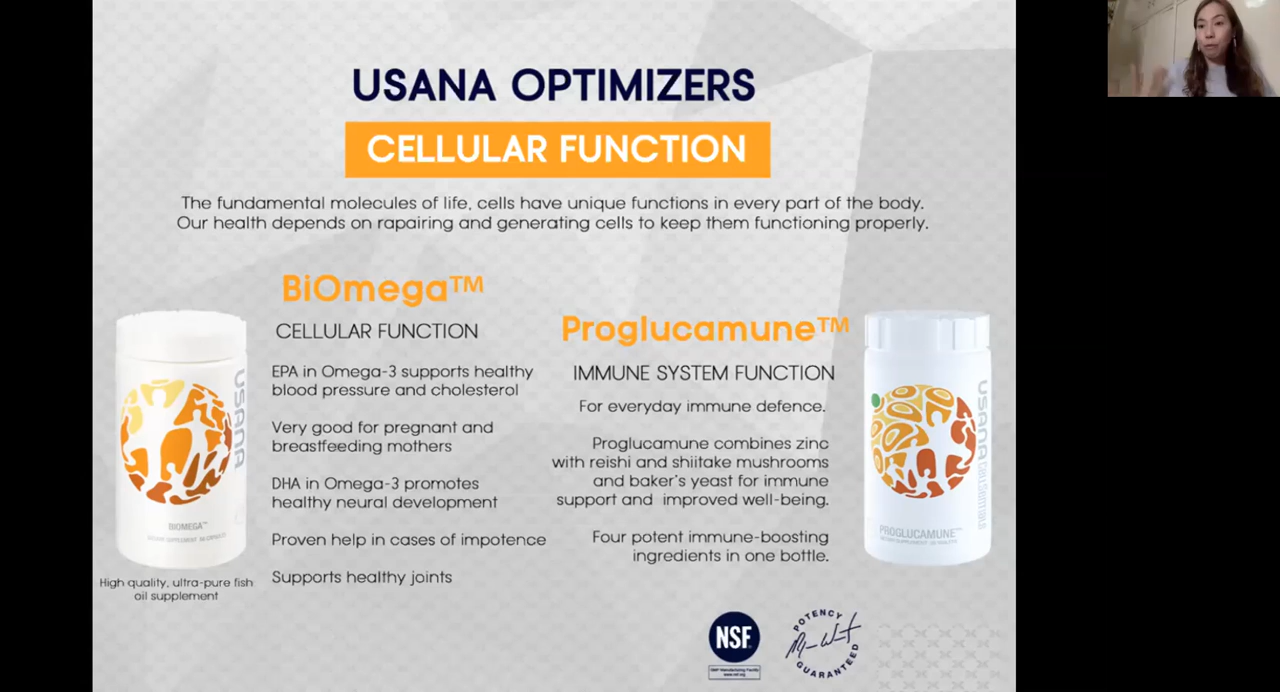 USANA OPTIMIZERS
CELLULAR FUNCTION
The fundamental molecules of life, cells have unique functions in every part of the body.
Our health depends on rapairing and generating cells to keep them functioning properly.
BiOmega™
CELLULAR FUNCTION
EPA in Omega-3 supports healthy
blood pressure and cholesterol
Very good for pregnant and
breastfeeding mothers
DHA in Omega-3 promotes
healthy neural development
Proven help in cases of impotence
Supports healthy joints
USANA
BIOMEGA™
High quality, ultra-pure fish
oil supplement
Proglucamune™
IMMUNE SYSTEM FUNCTION
For everyday immune defence.
Proglucamune combines zinc
with reishi and shiitake mushrooms
and baker's yeast for immune
support and improved well-being.
Four potent immune-boosting
ingredients in one bottle.
USANA
PROGLUCAMUNE™
NSF
POTENCY
GUARANTEED